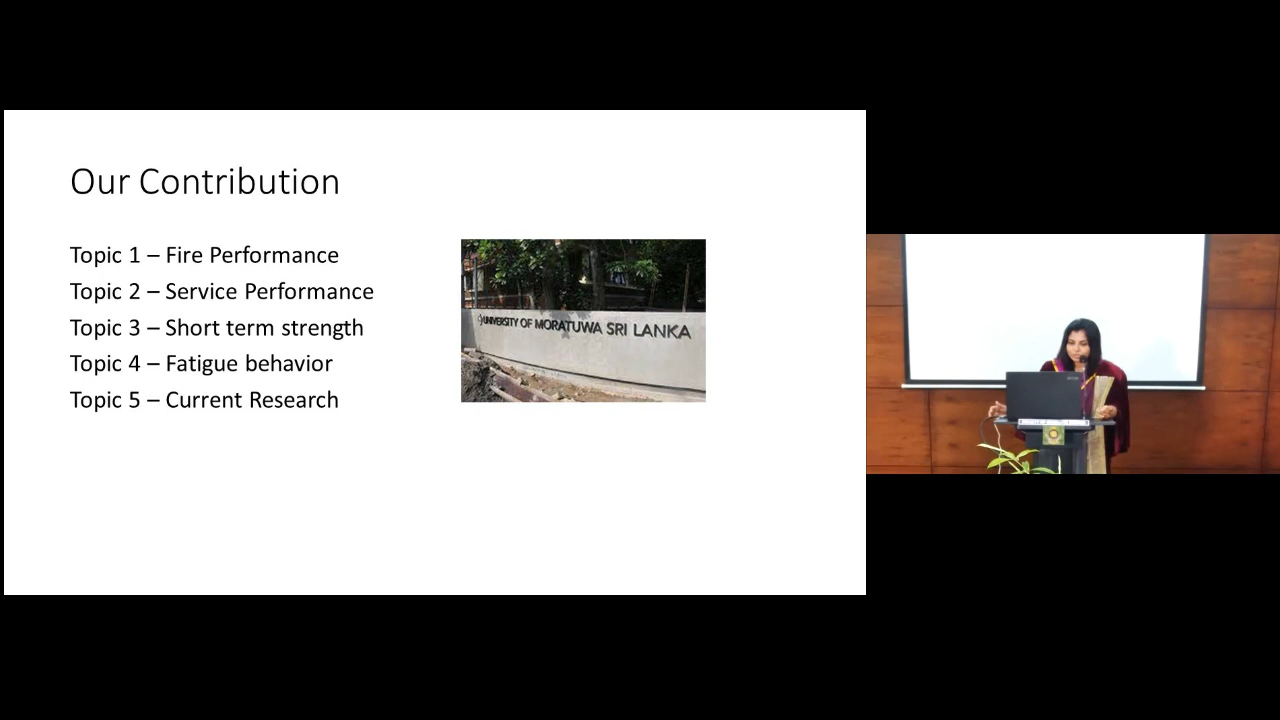 Our Contribution
Topic 1 – Fire Performance
Topic 2 – Service Performance
Topic 3 – Short term strength
Topic 4 – Fatigue behavior
Topic 5 – Current Research
UNIVERSITY OF MORATUWA SRI LANKA